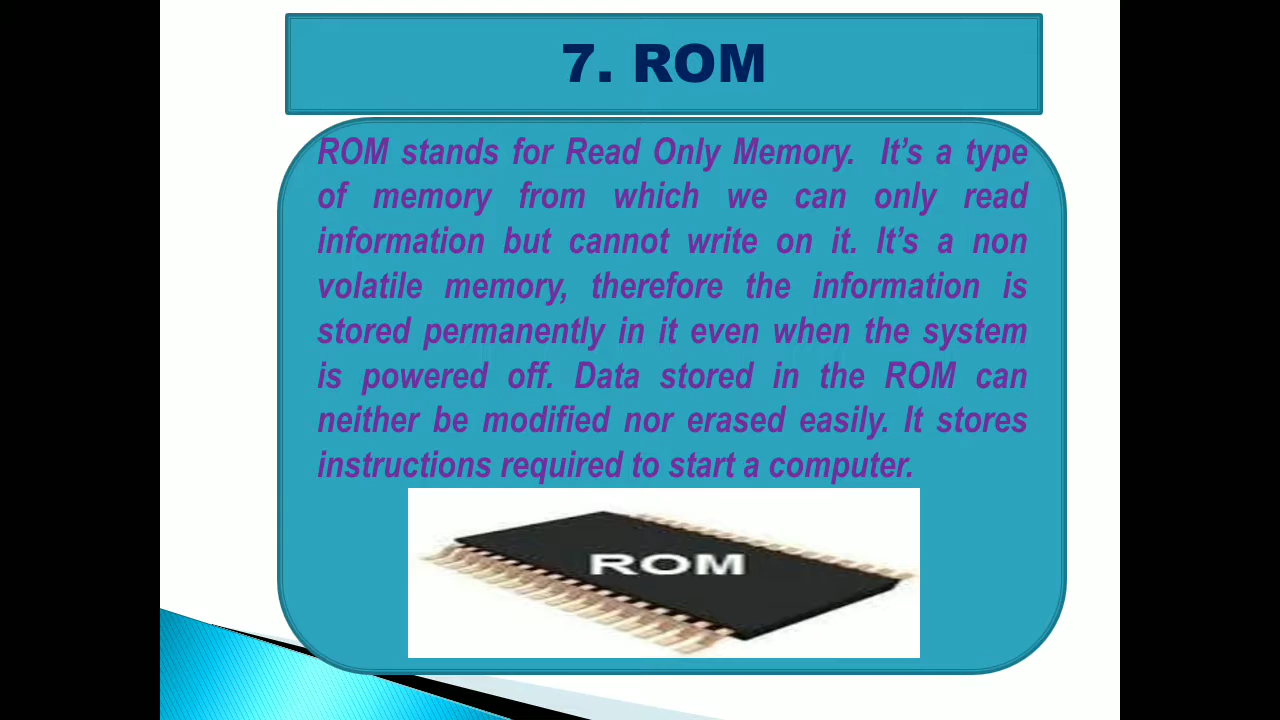 7. ROM
ROM stands for Read Only Memory.  It’s a type
of memory from which we can only read
information but cannot write on it. It’s a non
volatile memory, therefore the information is
stored permanently in it even when the system
is powered off. Data stored in the ROM can
neither be modified nor erased easily. It stores
instructions required to start a computer.
ROM